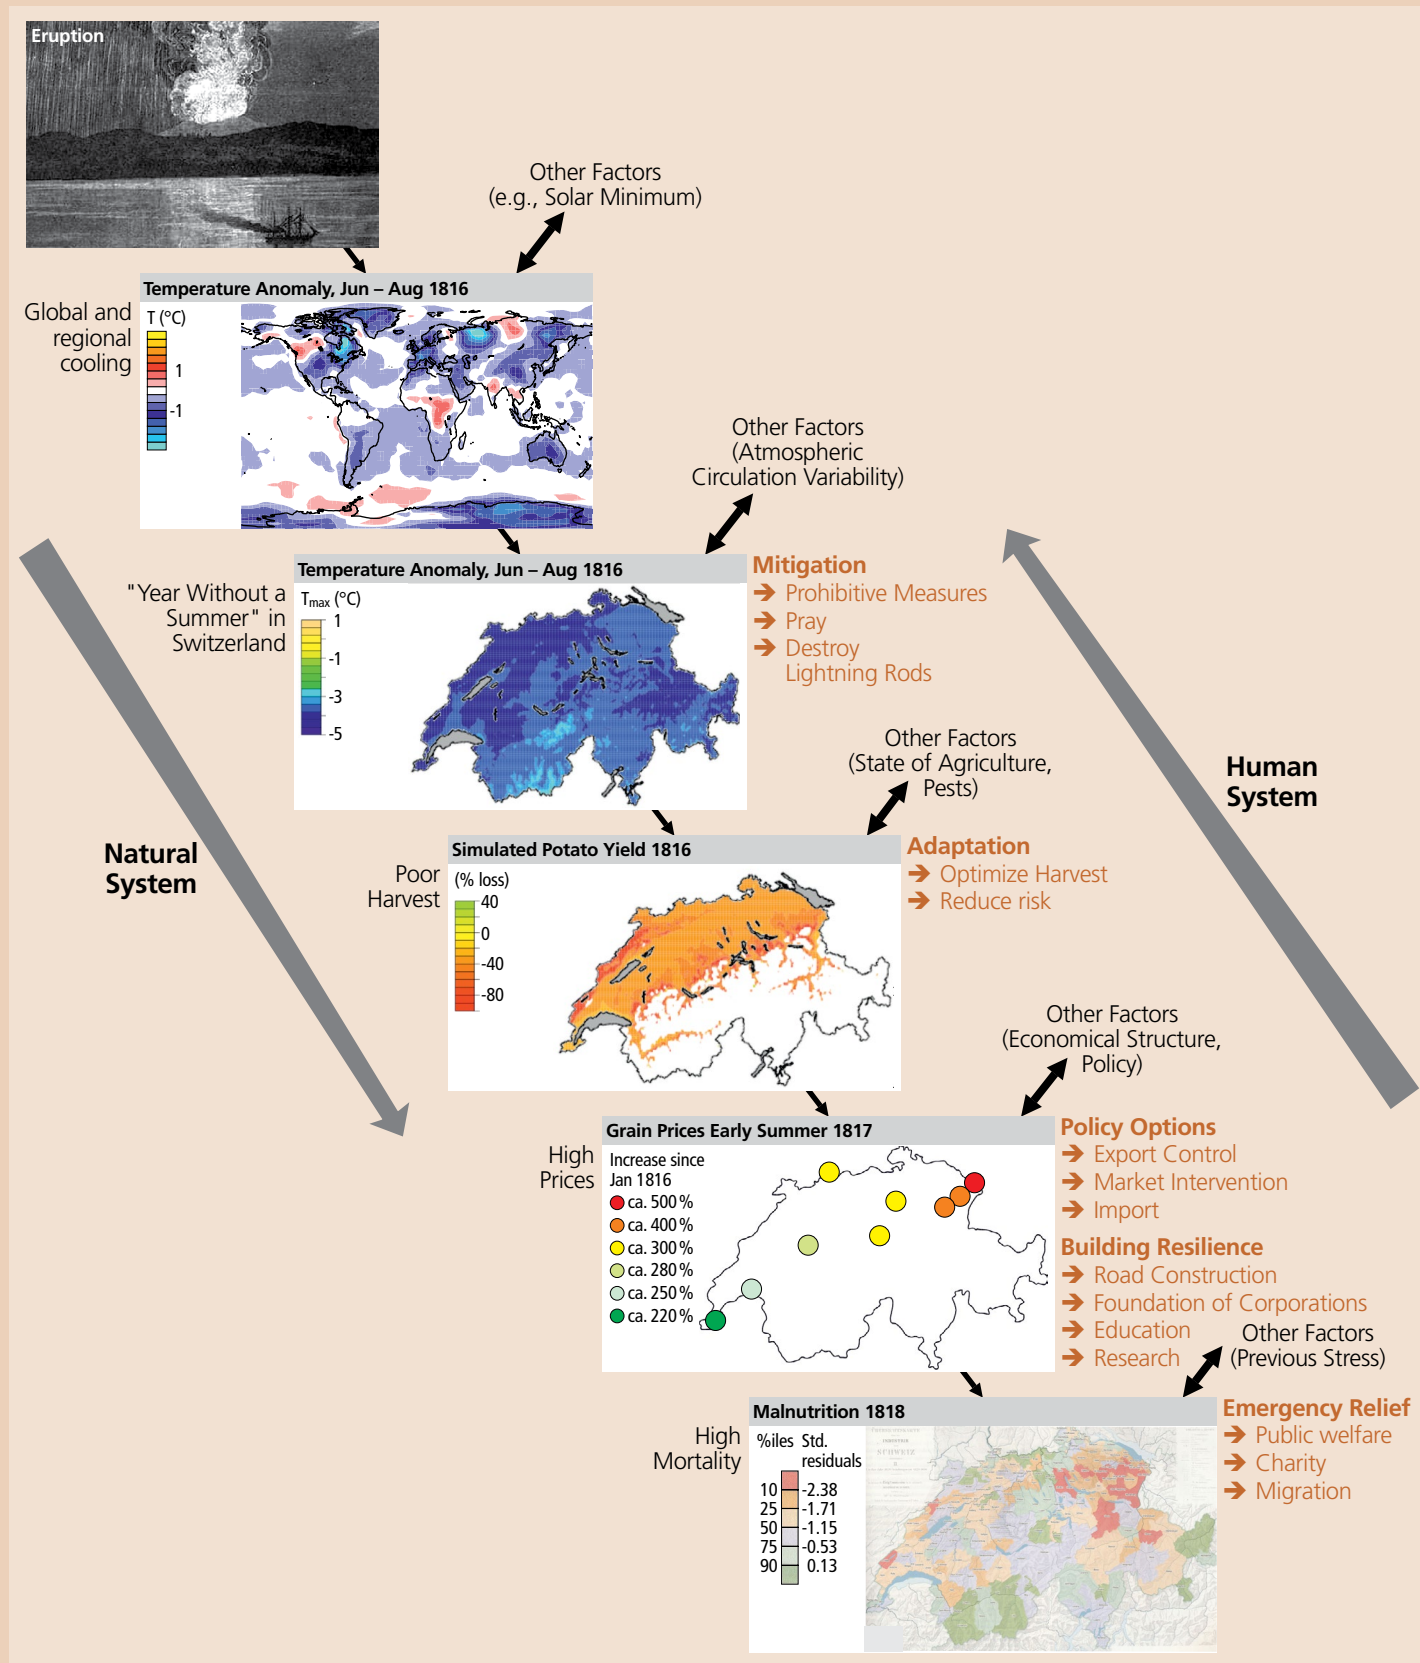 Eruption
Other Factors
(e.g., Solar Minimum)
Temperature Anomaly, Jun – Aug 1816
Global and
regional
cooling
T (°C)
1
-1
Other Factors
(Atmospheric
Circulation Variability)
"Year Without a
Summer" in
Switzerland
Temperature Anomaly, Jun – Aug 1816
Tmax (°C)
1
-1
-3
-5
Mitigation
➔ Prohibitive Measures
➔ Pray
➔ Destroy
Lightning Rods
Other Factors
(State of Agriculture,
Pests)
Human
System
Natural
System
Poor
Harvest
Simulated Potato Yield 1816
(% loss)
40
0
-40
-80
Adaptation
➔ Optimize Harvest
➔ Reduce risk
Other Factors
(Economical Structure,
Policy)
High
Prices
Grain Prices Early Summer 1817
Increase since
Jan 1816
ca. 500 %
ca. 400 %
ca. 300 %
ca. 280 %
ca. 250 %
ca. 220 %
Policy Options
➔ Export Control
➔ Market Intervention
➔ Import
Building Resilience
➔ Road Construction
➔ Foundation of Corporations
➔ Education
➔ Research
Other Factors
(Previous Stress)
High
Mortality
Malnutrition 1818
%iles Std.
residuals
10 -2.38
25 -1.71
50 -1.15
75 -0.53
90 0.13
SCHWEIZ
Emergency Relief
➔ Public welfare
➔ Charity
➔ Migration